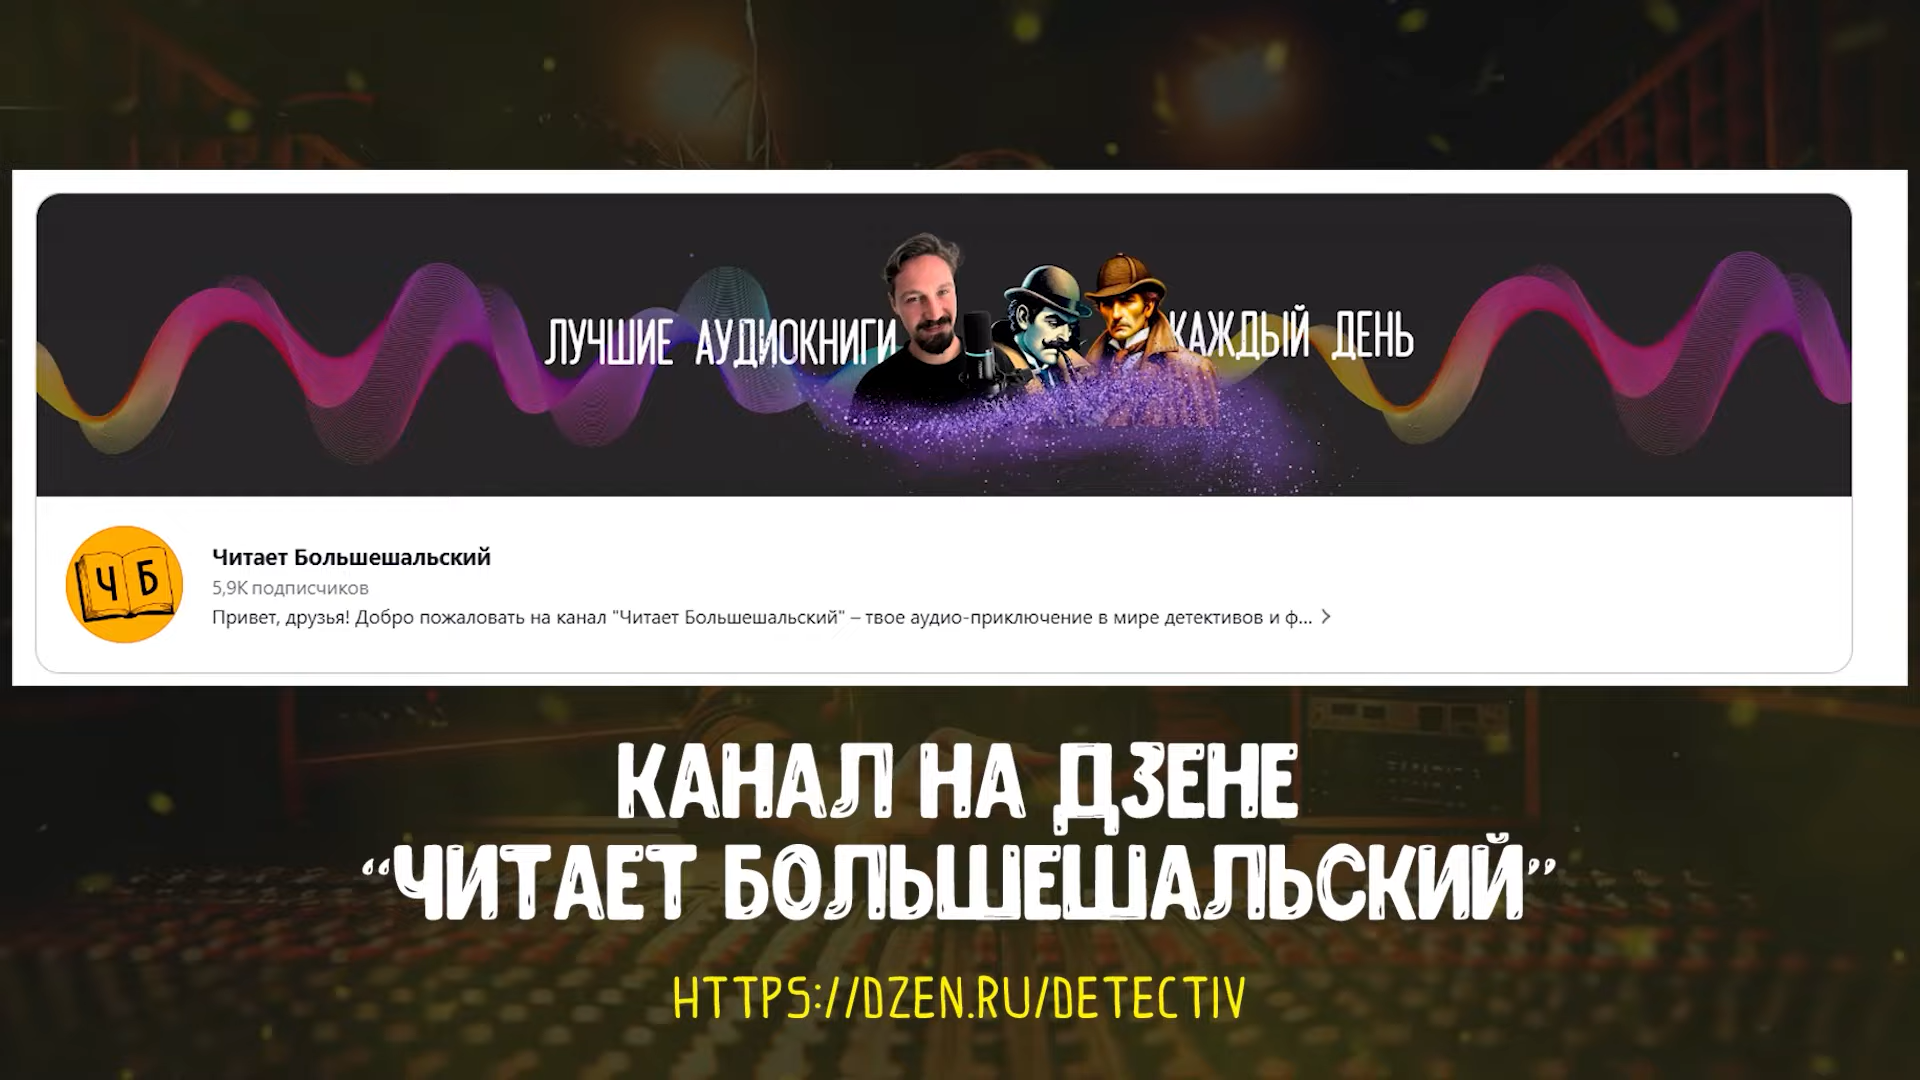 ЛУЧШИЕ АУДИОКНИГИ КАЖДЫЙ ДЕНЬ
Ч Б
Читает Большешальский
5,9K подписчиков
Привет, друзья! Добро пожаловать на канал "Читает Большешальский" – твое аудио-приключение в мире детективов и ф...
КАНАЛ НА ДЗЕНЕ
“ЧИТАЕТ БОЛЬШЕШАЛЬСКИЙ”
HTTPS://DZEN.RU/DETECTIV